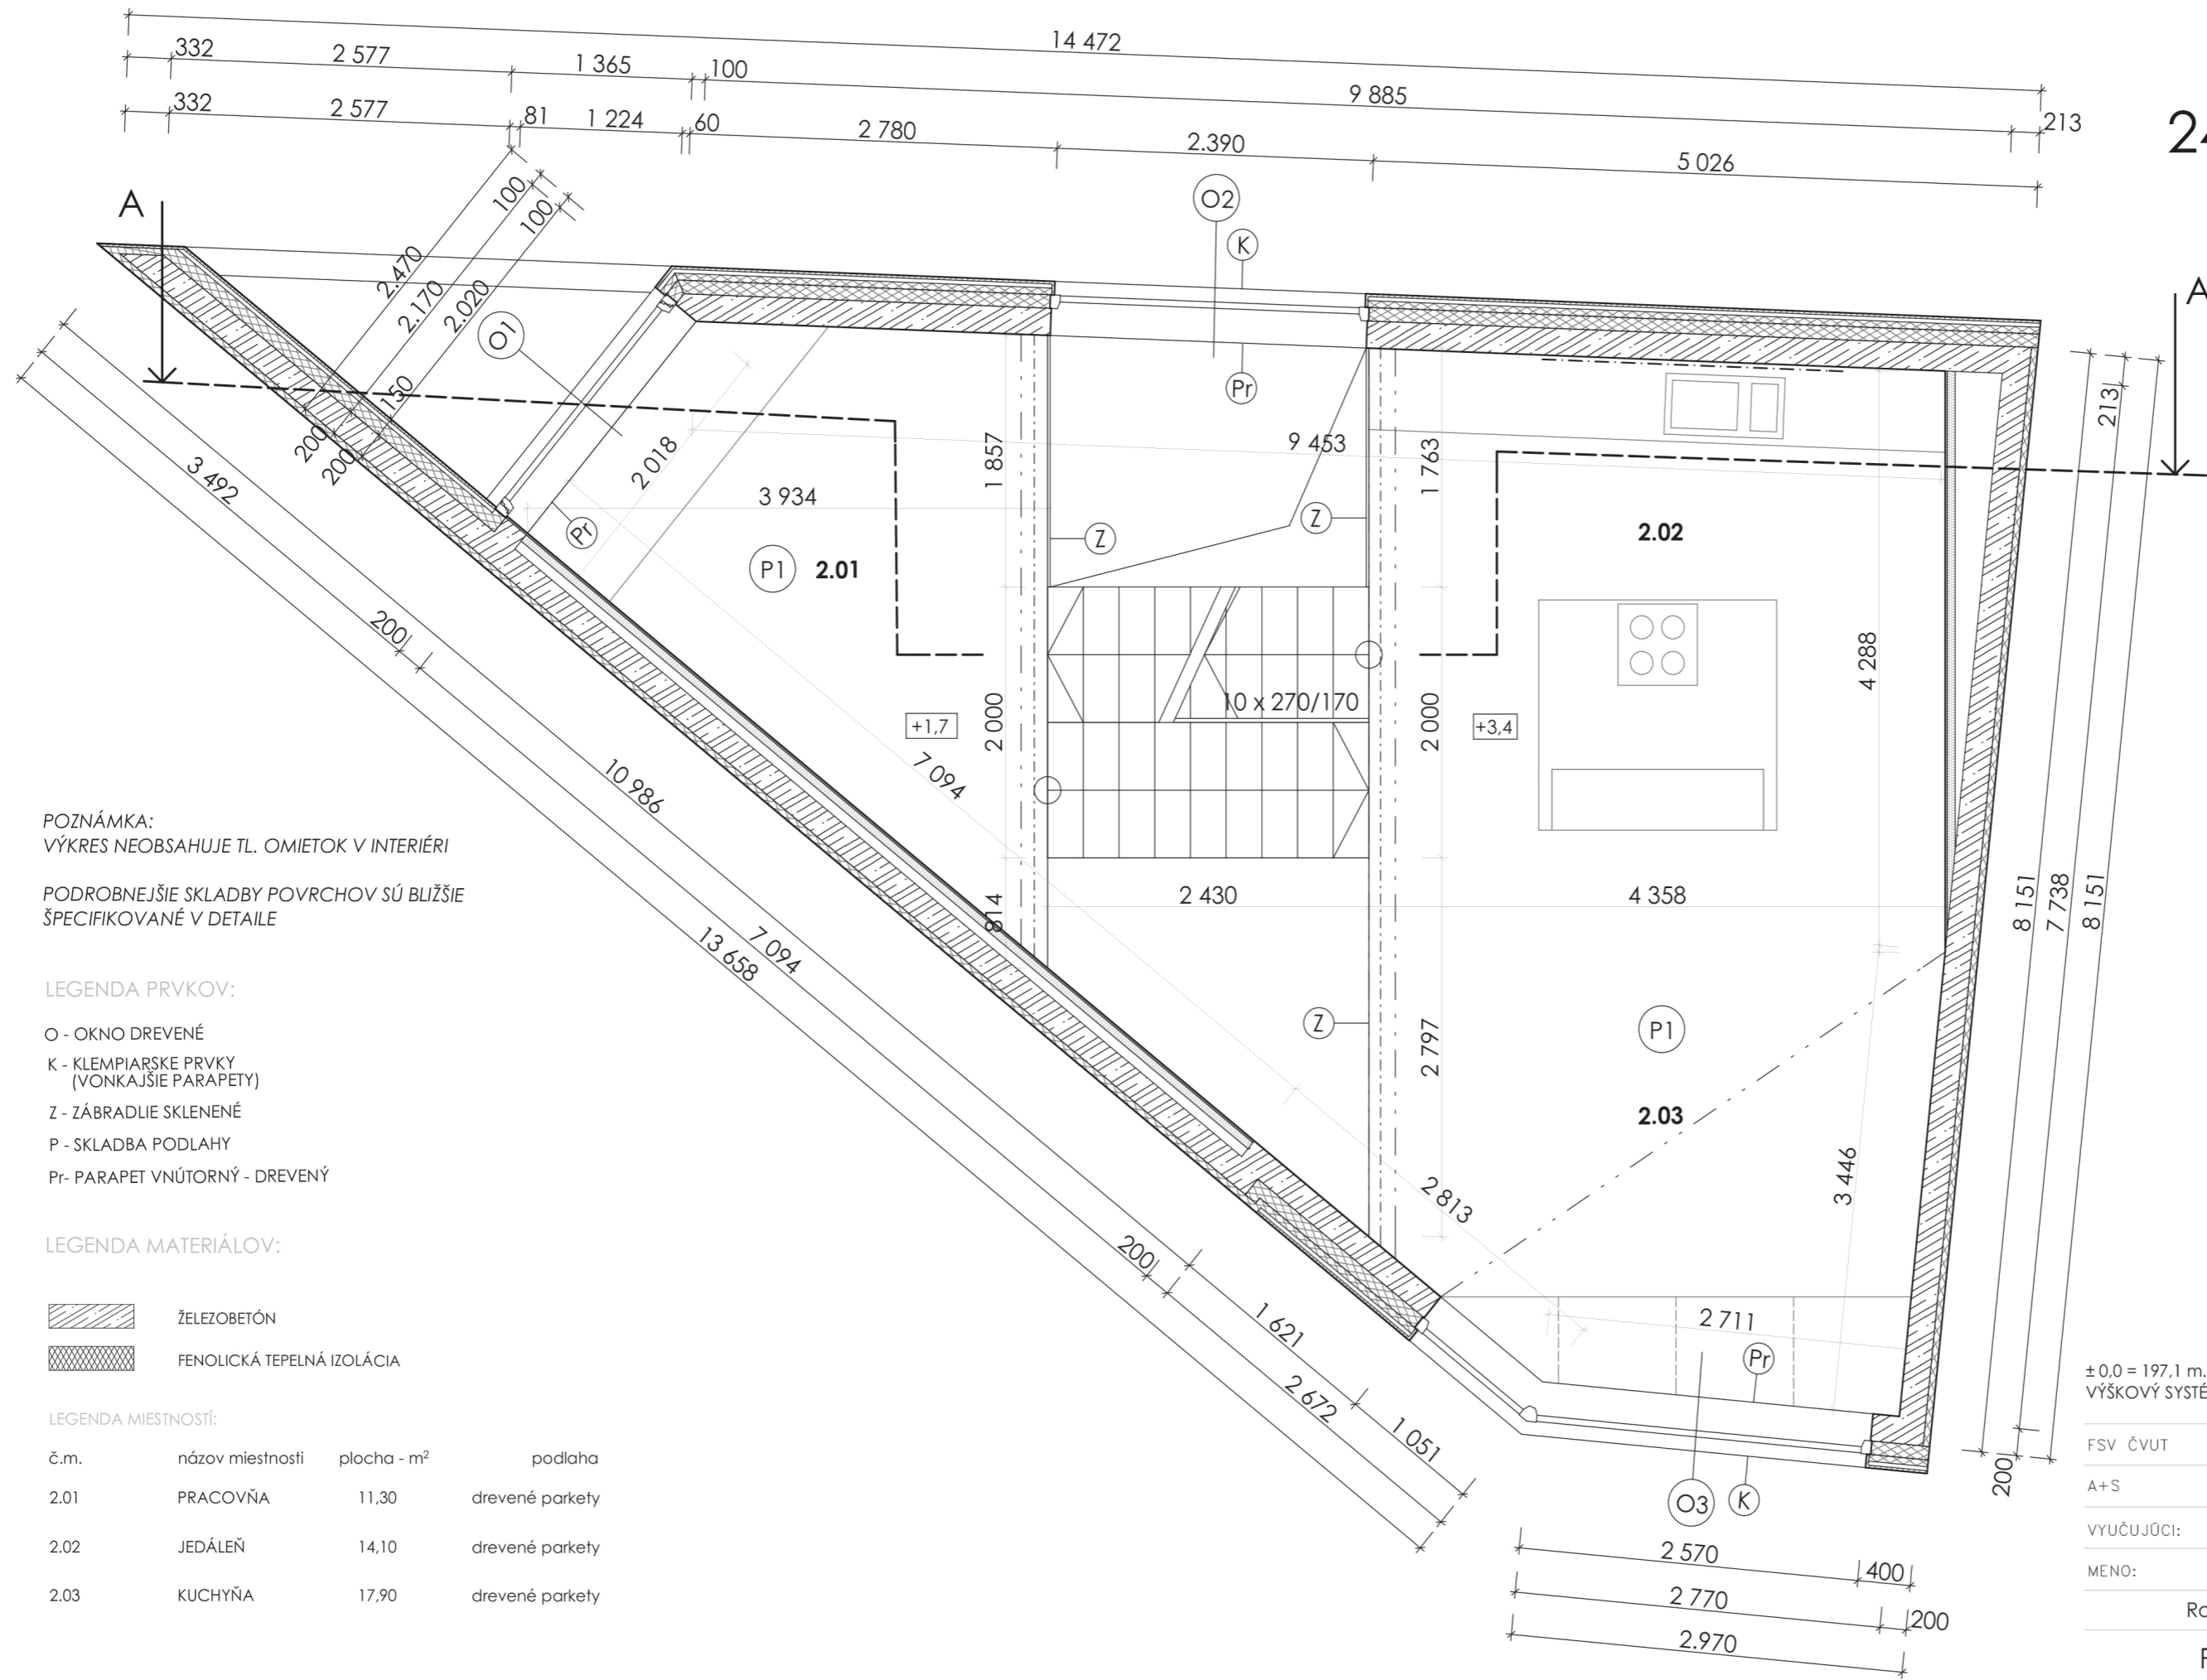 14 472
332
2 577
1 365
100
9 885
213
332
2 577
81
1 224
60
2 780
2.390
5 026
24
A
A
100
100
2.470
2.170
2.020
150
200
200
O1
O2
K
Pr
Pr
2 018
3 934
9 453
1 857
1 763
213
Z
Z
P1
2.01
2.02
3 492
200
10 x 270/170
+1,7
+3,4
2 000
2 000
4 288
7 094
10 986
7 094
13 658
814
2 430
4 358
8 151
7 738
8 151
Z
2 797
P1
2.03
3 446
2 813
2 711
Pr
200
1 621
2 672
1 051
O3
K
200
2 570
400
2 770
200
2.970
POZNÁMKA:
VÝKRES NEOBSAHUJE TL. OMIETOK V INTERIÉRI
PODROBNEJŠIE SKLADBY POVRCHOV SÚ BLIŽŠIE
ŠPECIFIKOVANÉ V DETAILE
LEGENDA PRVKOV:
O - OKNO DREVENÉ
K - KLEMPIARSKE PRVKY
(VONKAJŠIE PARAPETY)
Z - ZÁBRADLIE SKLENENÉ
P - SKLADBA PODLAHY
Pr- PARAPET VNÚTORNÝ - DREVENÝ
LEGENDA MATERIÁLOV:
ŽELEZOBETÓN
FENOLICKÁ TEPELNÁ IZOLÁCIA
LEGENDA MIESTNOSTÍ:
č.m. názov miestnosti plocha - m² podlaha
2.01 PRACOVŇA 11,30 drevené parkety
2.02 JEDÁLEŇ 14,10 drevené parkety
2.03 KUCHYŇA 17,90 drevené parkety
±0,0 = 197,1 m.
VÝŠKOVÝ SYSTÉ
FSV ČVUT
A+S
VYUČUJÚCI:
MENO: